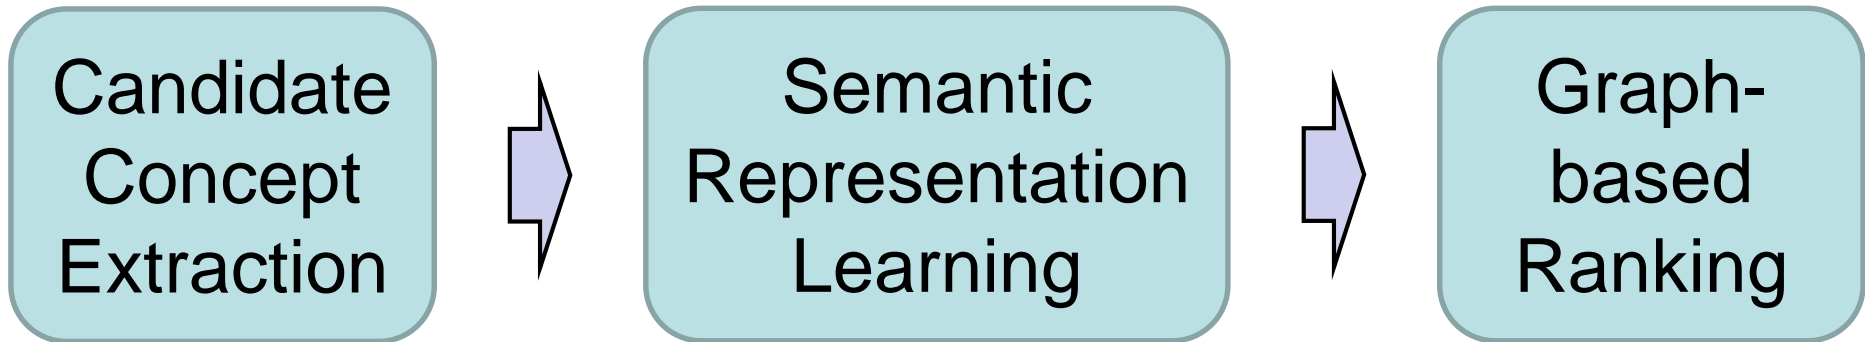 Candidate
Concept
Extraction
Semantic
Representation
Learning
Graph-
based
Ranking